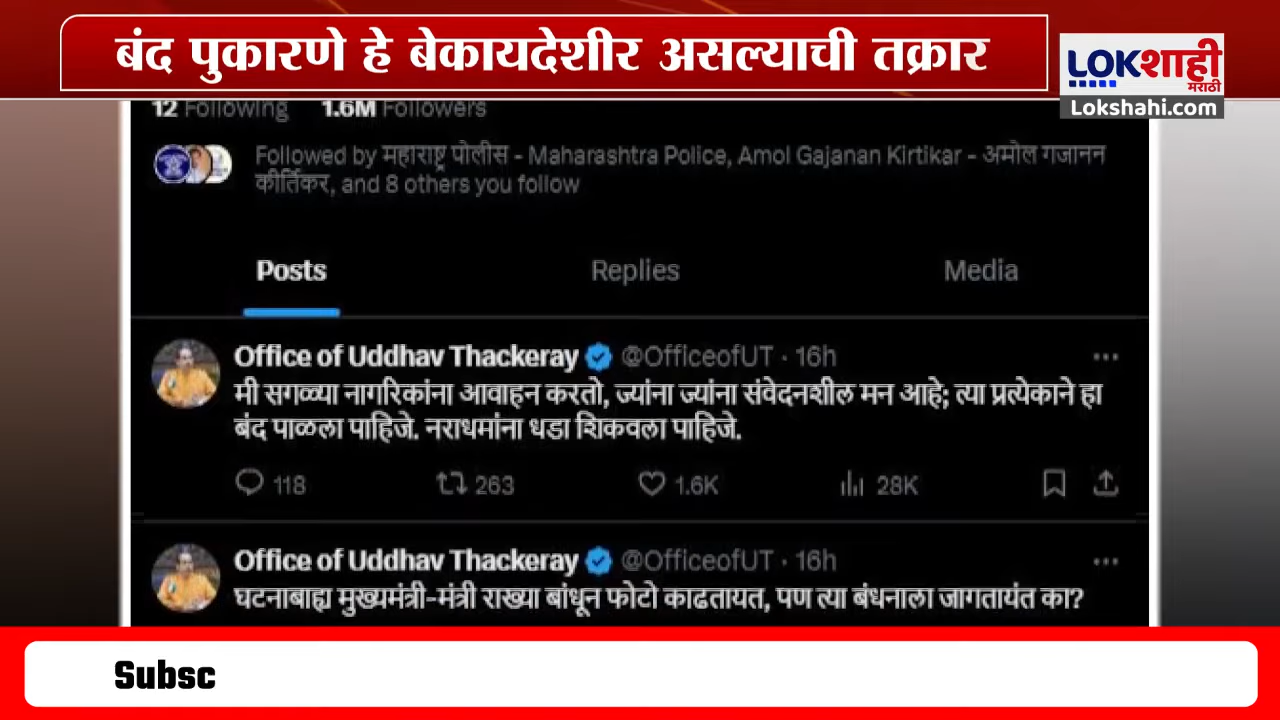 बंद पुकारणे हे बेकायदेशीर असल्याची तक्रार
LOKशाही
मराठी
Lokshahi.com
12 Following 1.6M Followers
Followed by महाराष्ट्र पोलीस - Maharashtra Police, Amol Gajanan Kirtikar - अमोल गजानन
कीर्तिकर, and 8 others you follow
Posts Replies Media
Office of Uddhav Thackeray @OfficeofUT · 16h
मी सगळ्या नागरिकांना आवाहन करतो, ज्यांना ज्यांना संवेदनशील मन आहे; त्या प्रत्येकाने हा
बंद पाळला पाहिजे. नराधमांना धडा शिकवला पाहिजे.
118 263 1.6K 28K
Office of Uddhav Thackeray @OfficeofUT · 16h
घटनाबाह्य मुख्यमंत्री-मंत्री राख्या बांधून फोटो काढतायत, पण त्या बंधनाला जागतायंत का?
Subsc